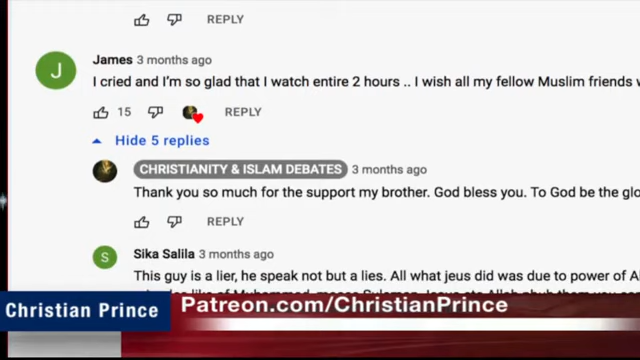 REPLY
James 3 months ago
I cried and I'm so glad that I watch entire 2 hours .. I wish all my fellow Muslim friends
15 REPLY
Hide 5 replies
CHRISTIANITY & ISLAM DEBATES 3 months ago
Thank you so much for the support my brother. God bless you. To God be the
REPLY
S Sika Salila 3 months ago
This guy is a lier, he speak not but a lies. All what jeus did was due to power of
Christian Prince
Patreon.com/ChristianPrince